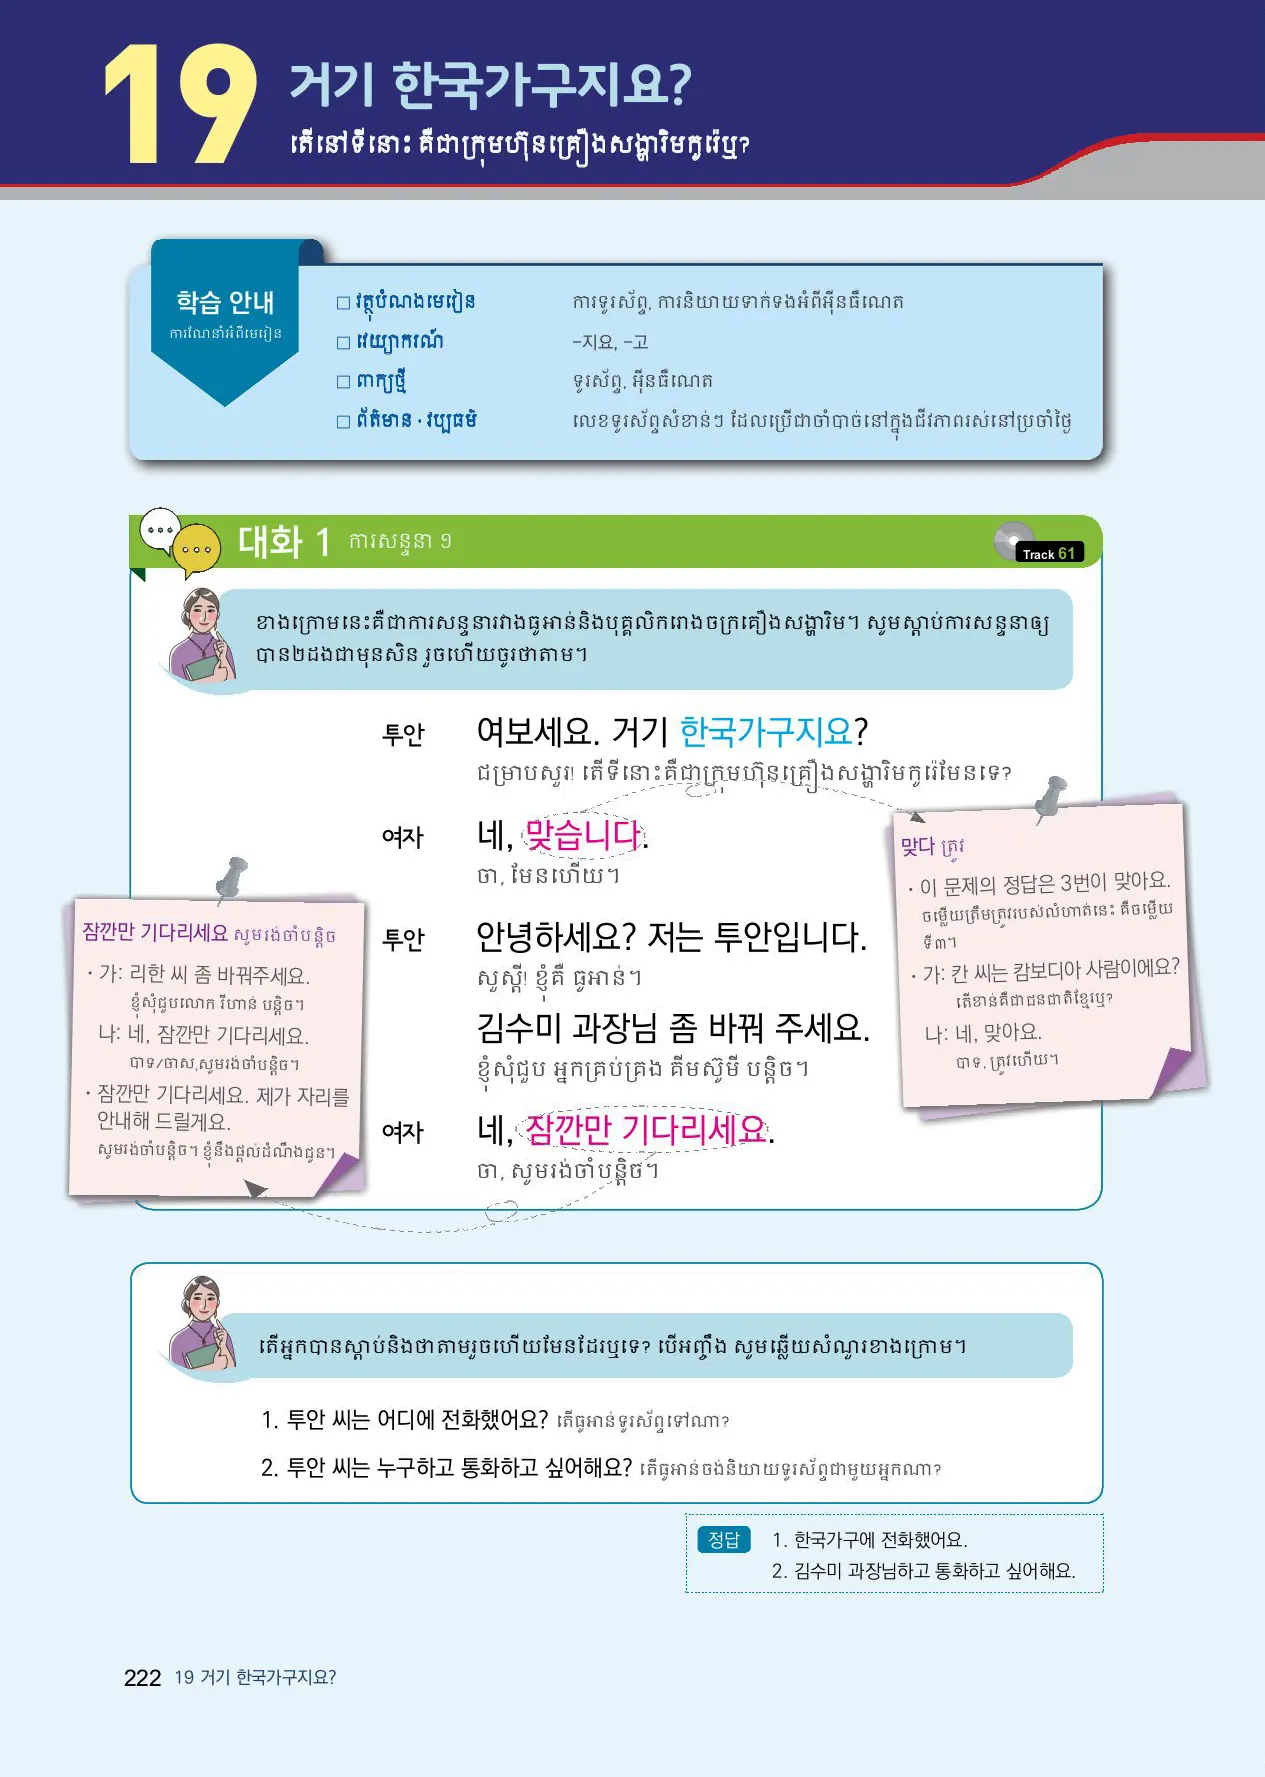 19
거기 한국가구지요?
តើនៅទីនោះ គឺជាក្រុមហ៊ុនគ្រឿងសង្ហារិមកូរ៉េឬ?
학습 안내
ការណែនាំអំពីមេរៀន
□ វត្ថុបំណងមេរៀន ការទូរស័ព្ទ, ការនិយាយទាក់ទងអំពីអ៊ីនធឺណេត
□ វេយ្យាករណ៍ -지요, -고
□ ពាក្យថ្មី ទូរស័ព្ទ, អ៊ីនធឺណេត
□ ព័ត៌មាន · វប្បធម៌ លេខទូរស័ព្ទសំខាន់ៗ ដែលប្រើជាចាំបាច់នៅក្នុងជីវភាពរស់នៅប្រចាំថ្ងៃ
대화 1 ការសន្ទនា ១
Track 61
ខាងក្រោមនេះគឺជាការសន្ទនារវាងធូអាន់និងបុគ្គលិករោងចក្រគ្រឿងសង្ហារិម។ សូមស្តាប់ការសន្ទនាឲ្យ
បាន២ដងជាមុនសិន រួចហើយចូរថាតាម។
투안 여보세요. 거기 한국가구지요?
ជម្រាបសួរ! តើទីនោះគឺជាក្រុមហ៊ុនគ្រឿងសង្ហារិមកូរ៉េមែនទេ?
여자 네, 맞습니다.
ចា, មែនហើយ។
투안 안녕하세요? 저는 투안입니다.
សួស្តី! ខ្ញុំគឺ ធូអាន់។
김수미 과장님 좀 바꿔 주세요.
ខ្ញុំសុំជួប អ្នកគ្រប់គ្រង គីមស៊ូមី បន្តិច។
여자 네, 잠깐만 기다리세요.
ចា, សូមរង់ចាំបន្តិច។
맞다 ត្រូវ
· 이 문제의 정답은 3번이 맞아요.
ចម្លើយត្រឹមត្រូវរបស់លំហាត់នេះ គឺចម្លើយ
ទី៣។
· 가: 칸 씨는 캄보디아 사람이에요?
តើខាន់គឺជាជនជាតិខ្មែរឬ?
나: 네, 맞아요.
បាទ, ត្រូវហើយ។
잠깐만 기다리세요 សូមរង់ចាំបន្តិច
· 가: 리한 씨 좀 바꿔주세요.
ខ្ញុំសុំជួបលោក រីហាន់ បន្តិច។
나: 네, 잠깐만 기다리세요.
បាទ/ចាស,សូមរង់ចាំបន្តិច។
· 잠깐만 기다리세요. 제가 자리를
안내해 드릴게요.
សូមរង់ចាំបន្តិច។ ខ្ញុំនឹងផ្តល់ដំណឹងជូន។
តើអ្នកបានស្តាប់និងថាតាមរួចហើយមែនដែរឬទេ? បើអញ្ចឹង សូមឆ្លើយសំណួរខាងក្រោម។
1. 투안 씨는 어디에 전화했어요? តើធូអាន់ទូរស័ព្ទទៅណា?
2. 투안 씨는 누구하고 통화하고 싶어해요? តើធូអាន់ចង់និយាយទូរស័ព្ទជាមួយអ្នកណា?
정답 1. 한국가구에 전화했어요.
2. 김수미 과장님하고 통화하고 싶어해요.
222 19 거기 한국가구지요?